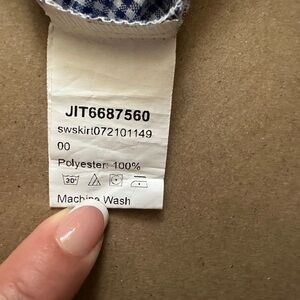 JIT6687560
swskirt072101149
00
Polyester: 100%
30°
Machine Wash